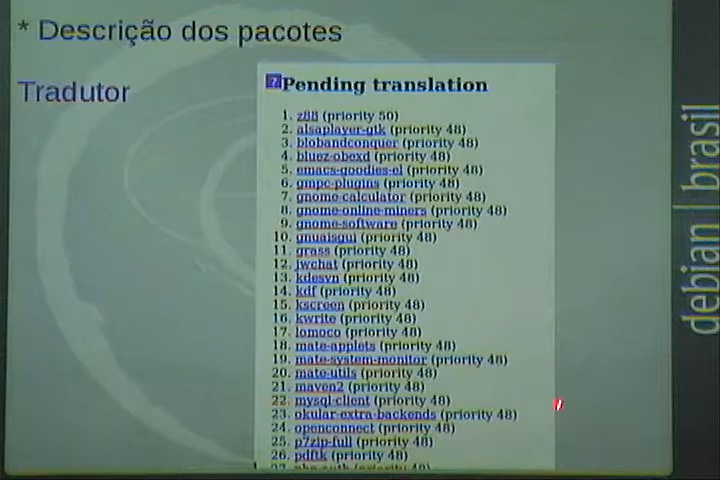 * Descrição dos pacotes
Tradutor
Pending translation
1. z88 (priority 50)
2. alsaplayer-gtk (priority 48)
3. blobandconquer (priority 48)
4. bluez-obexd (priority 48)
5. emacs-goodies-el (priority 48)
6. gmpc-plugins (priority 48)
7. gnome-calculator (priority 48)
8. gnome-online-miners (priority 48)
9. gnome-software (priority 48)
10. gnuaisgui (priority 48)
11. grass (priority 48)
12. jwchat (priority 48)
13. kdesvn (priority 48)
14. kdf (priority 48)
15. kscreen (priority 48)
16. kwrite (priority 48)
17. lomoco (priority 48)
18. mate-applets (priority 48)
19. mate-system-monitor (priority 48)
20. mate-utils (priority 48)
21. maven2 (priority 48)
22. mysql-client (priority 48)
23. okular-extra-backends (priority 48)
24. openconnect (priority 48)
25. p7zip-full (priority 48)
26. pdftk (priority 48)
debian | brasil